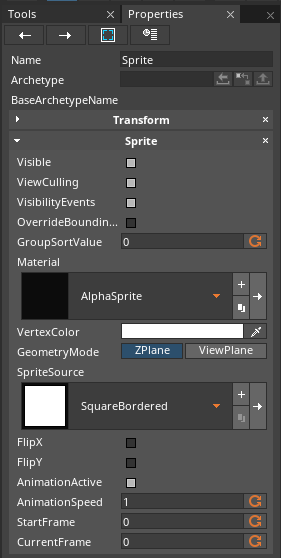 Tools Properties
Name Sprite
Archetype
BaseArchetypeName
Transform
Sprite
Visible
ViewCulling
VisibilityEvents
OverrideBoundin...
GroupSortValue 0
Material
AlphaSprite
VertexColor
GeometryMode ZPlane ViewPlane
SpriteSource
SquareBordered
FlipX
FlipY
AnimationActive
AnimationSpeed 1
StartFrame 0
CurrentFrame 0